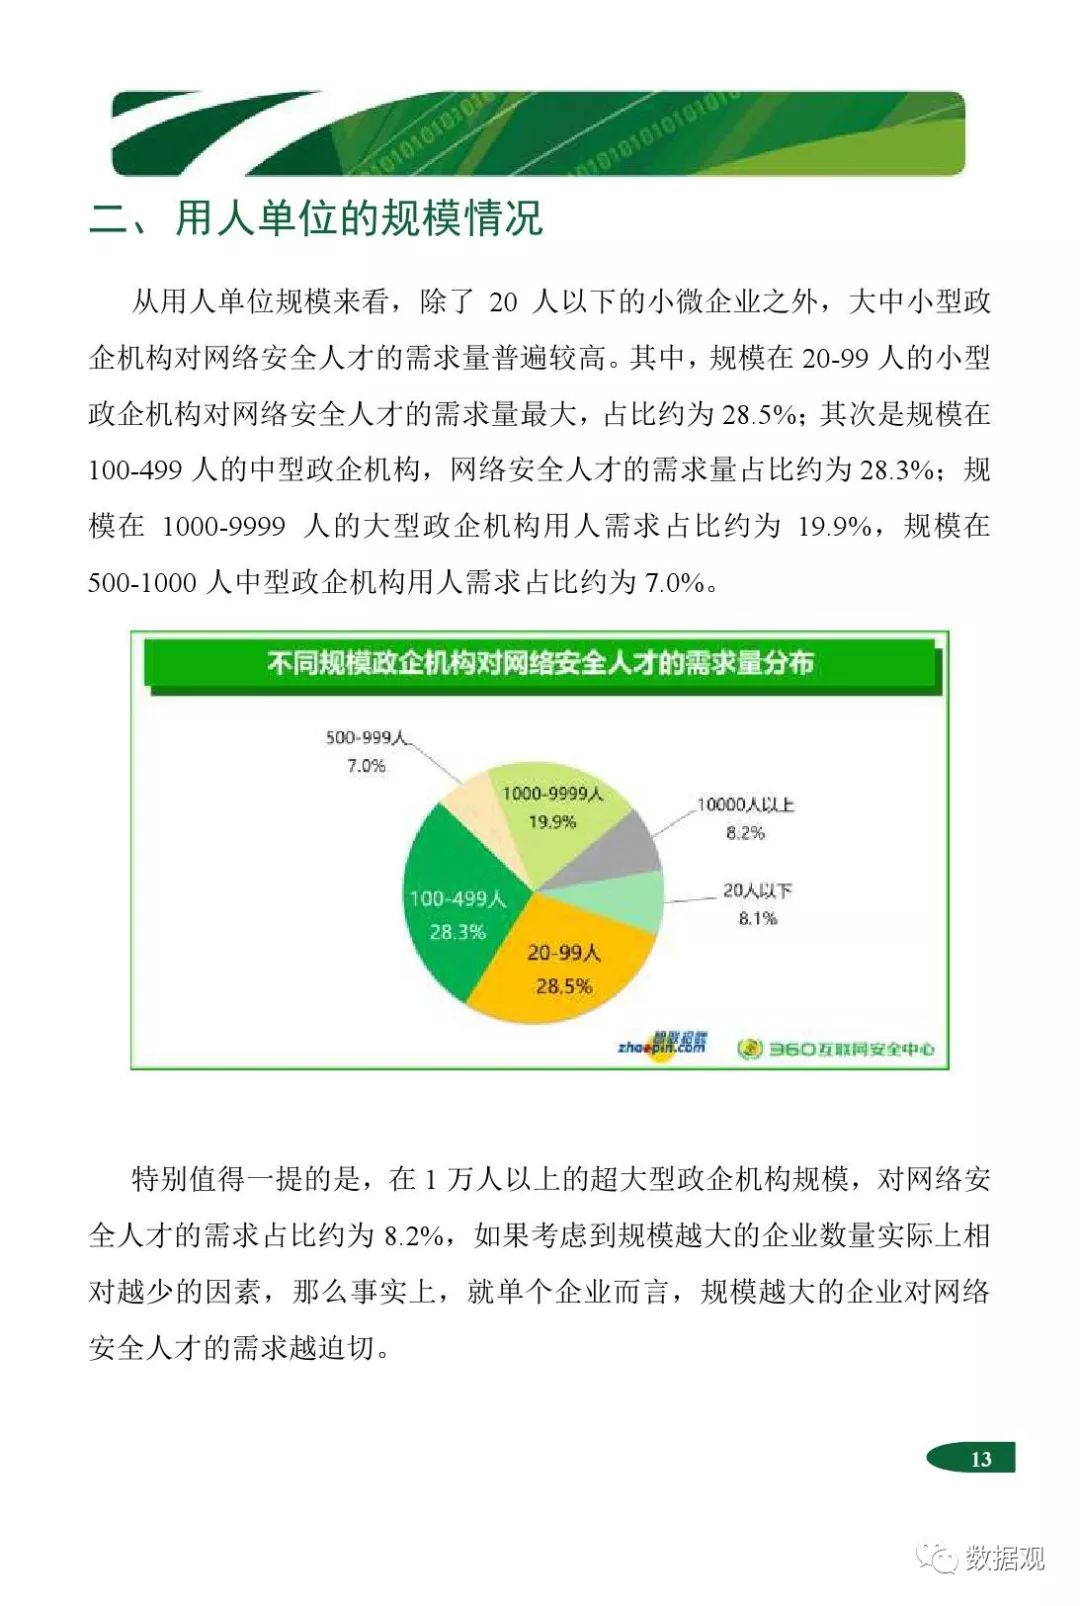 二、用人单位的规模情况
从用人单位规模来看，除了 20 人以下的小微企业之外，大中小型政
企机构对网络安全人才的需求量普遍较高。其中，规模在 20-99 人的小型
政企机构对网络安全人才的需求量最大，占比约为 28.5%；其次是规模在
100-499 人的中型政企机构，网络安全人才的需求量占比约为 28.3%；规
模在 1000-9999 人的大型政企机构用人需求占比约为 19.9%，规模在
500-1000 人中型政企机构用人需求占比约为 7.0%。
不同规模政企机构对网络安全人才的需求量分布
500-999人
7.0%
1000-9999人
19.9%
10000人以上
8.2%
20人以下
8.1%
100-499人
28.3%
20-99人
28.5%
智联招聘
zhaopin.com
360互联网安全中心
特别值得一提的是，在 1 万人以上的超大型政企机构规模，对网络安
全人才的需求占比约为 8.2%，如果考虑到规模越大的企业数量实际上相
对越少的因素，那么事实上，就单个企业而言，规模越大的企业对网络
安全人才的需求越迫切。
13
数据观